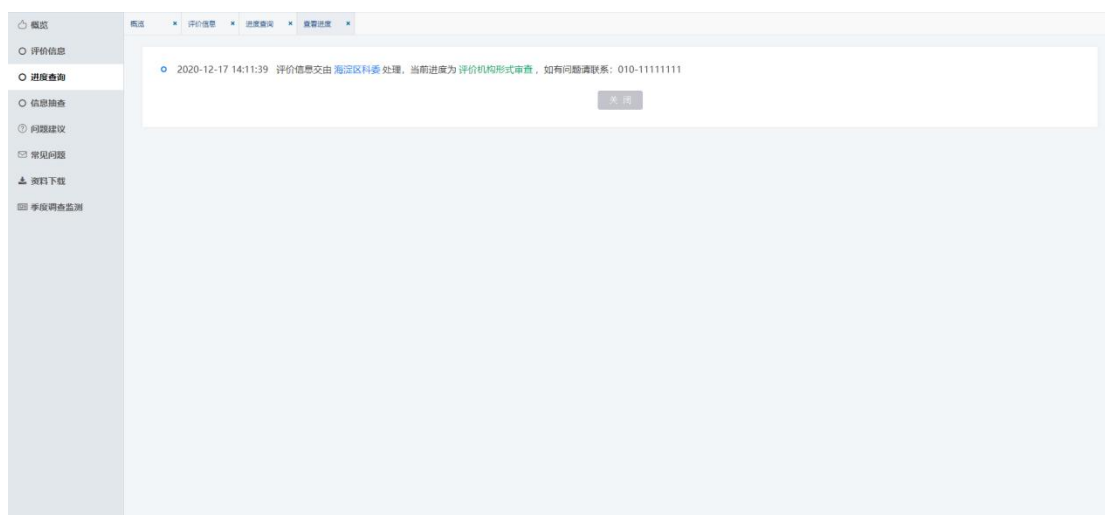 概览
评价信息
进度查询
信息抽查
问题建议
常见问题
资料下载
季度调查监测
概览 × 评价信息 × 进度查询 × 查看进度 ×
2020-12-17 14:11:39 评价信息交由 海淀区科委 处理，当前进度为 评价机构形式审查 ，如有问题请联系：010-11111111
关 闭